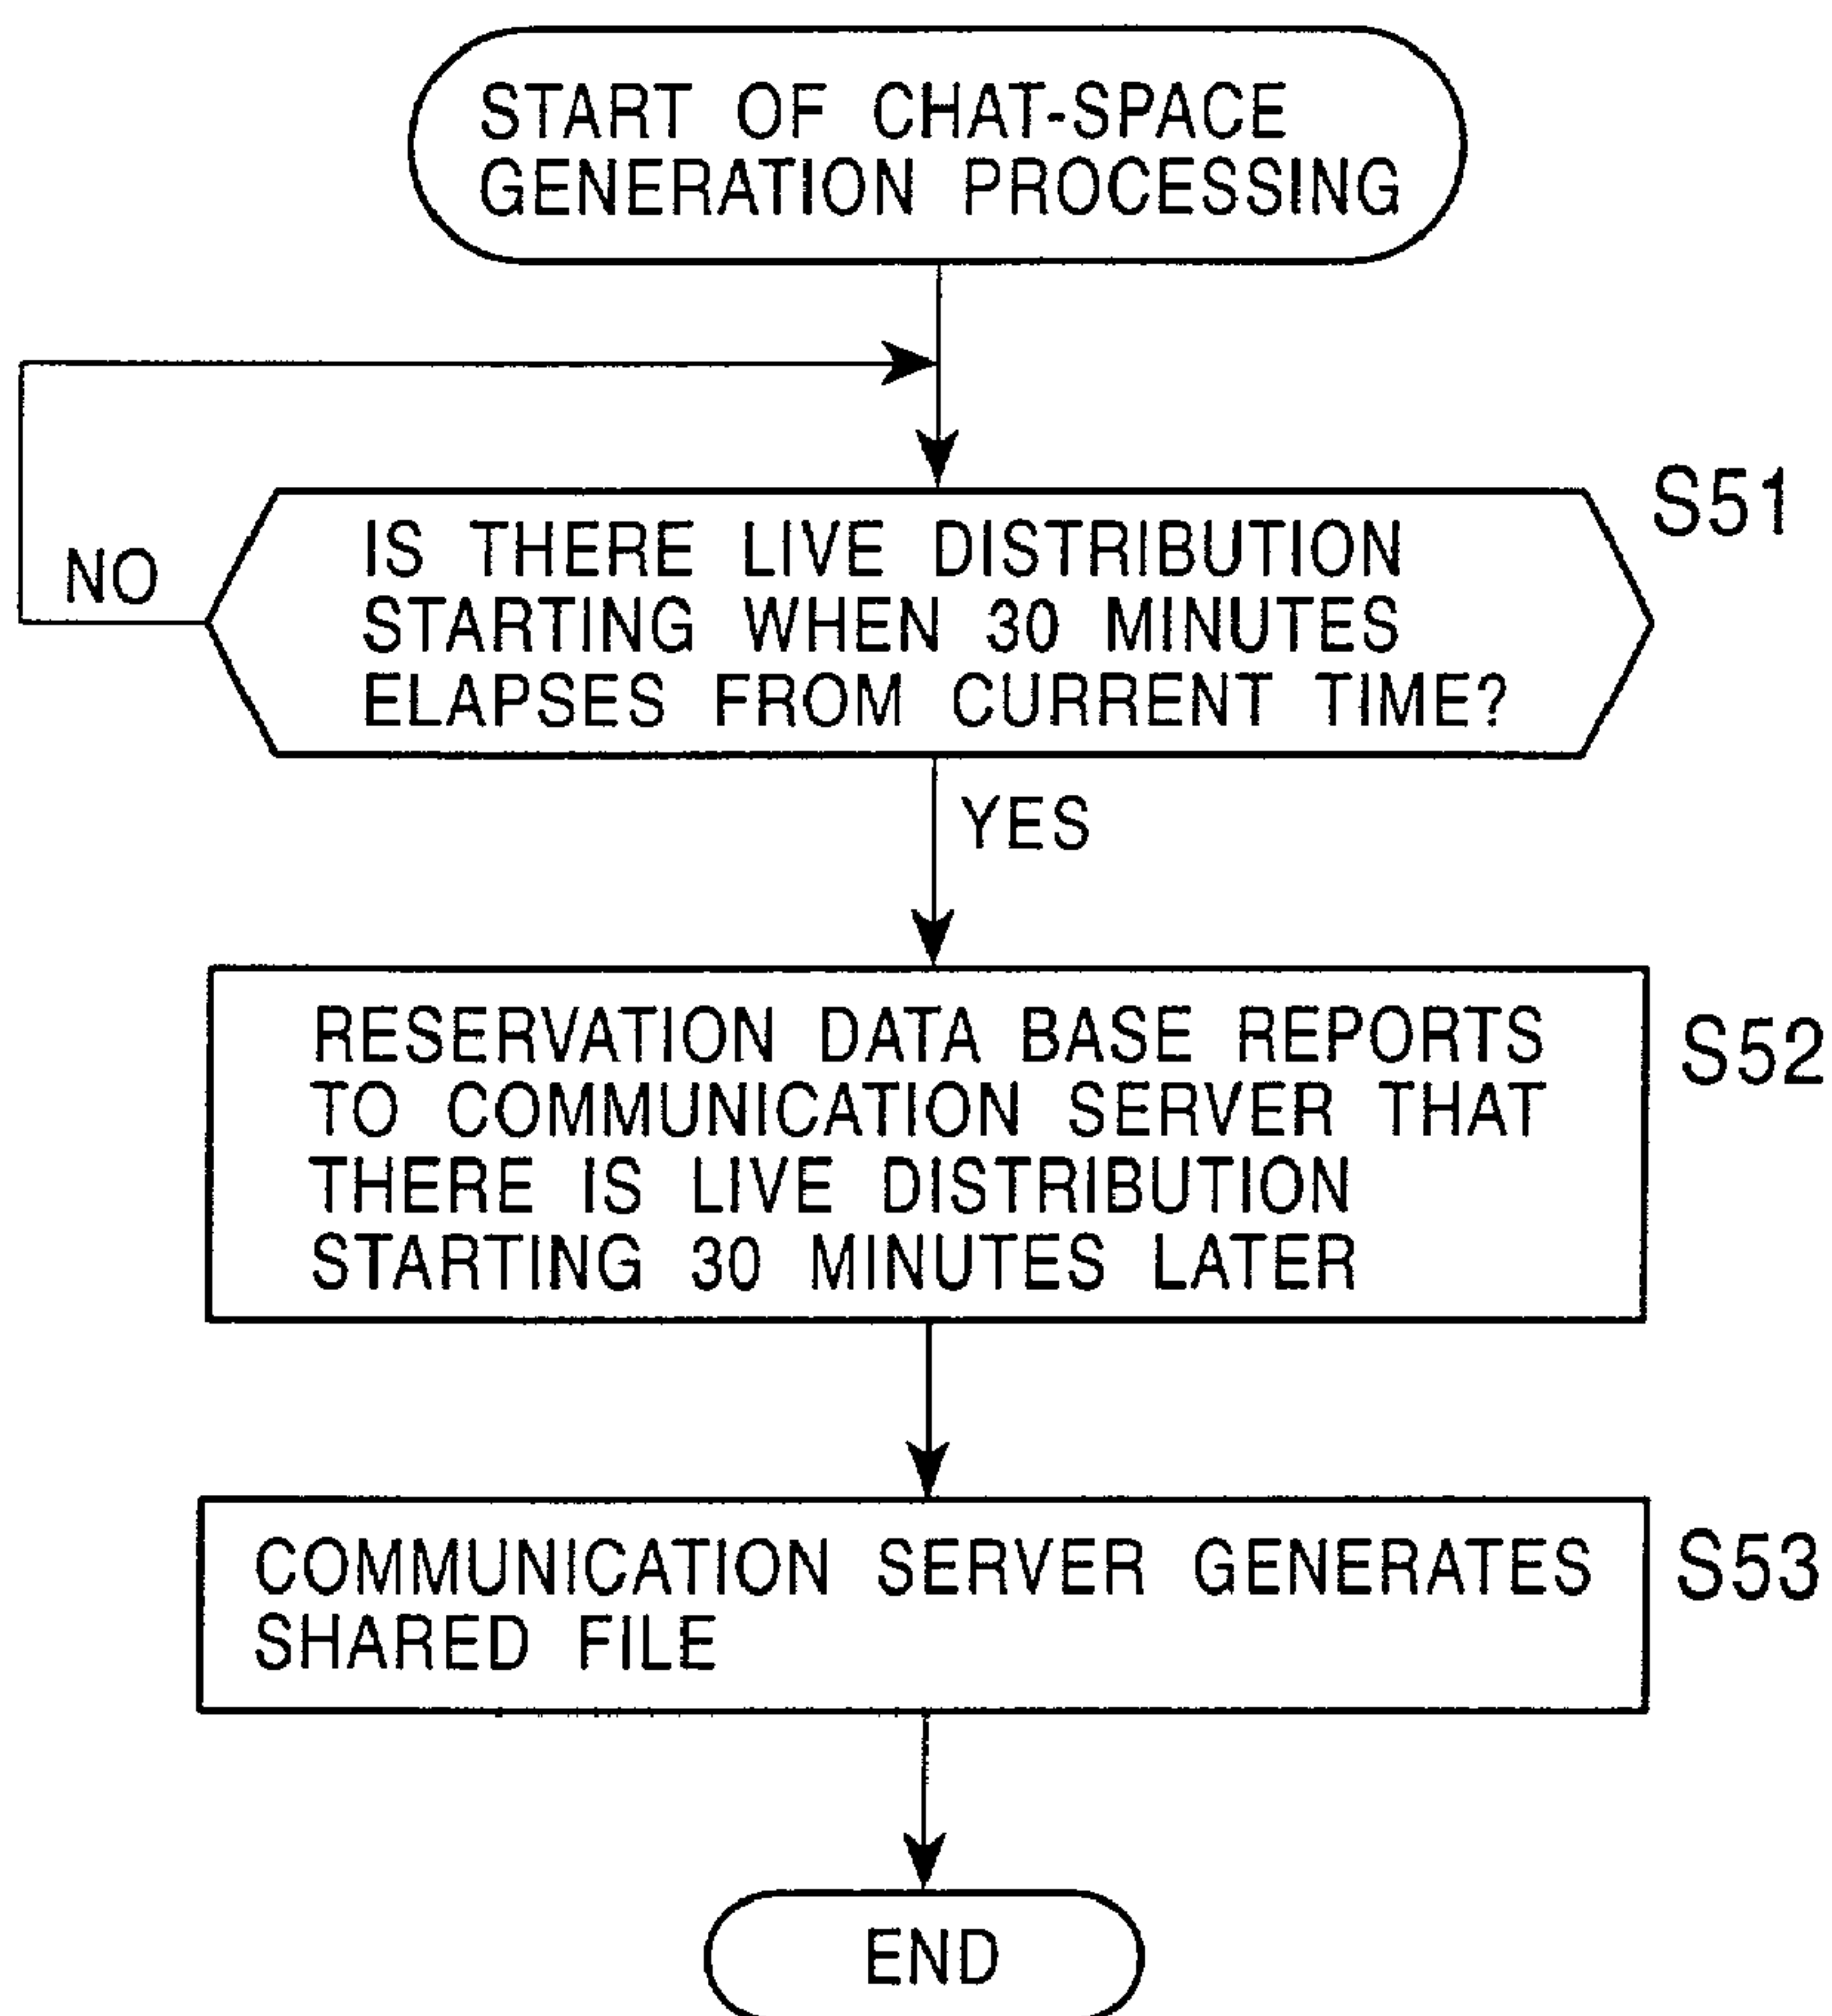 START OF CHAT-SPACE
GENERATION PROCESSING
S51
IS THERE LIVE DISTRIBUTION
STARTING WHEN 30 MINUTES
ELAPSES FROM CURRENT TIME?
NO
YES
RESERVATION DATA BASE REPORTS
TO COMMUNICATION SERVER THAT
THERE IS LIVE DISTRIBUTION
STARTING 30 MINUTES LATER
S52
COMMUNICATION SERVER GENERATES
SHARED FILE
S53
END